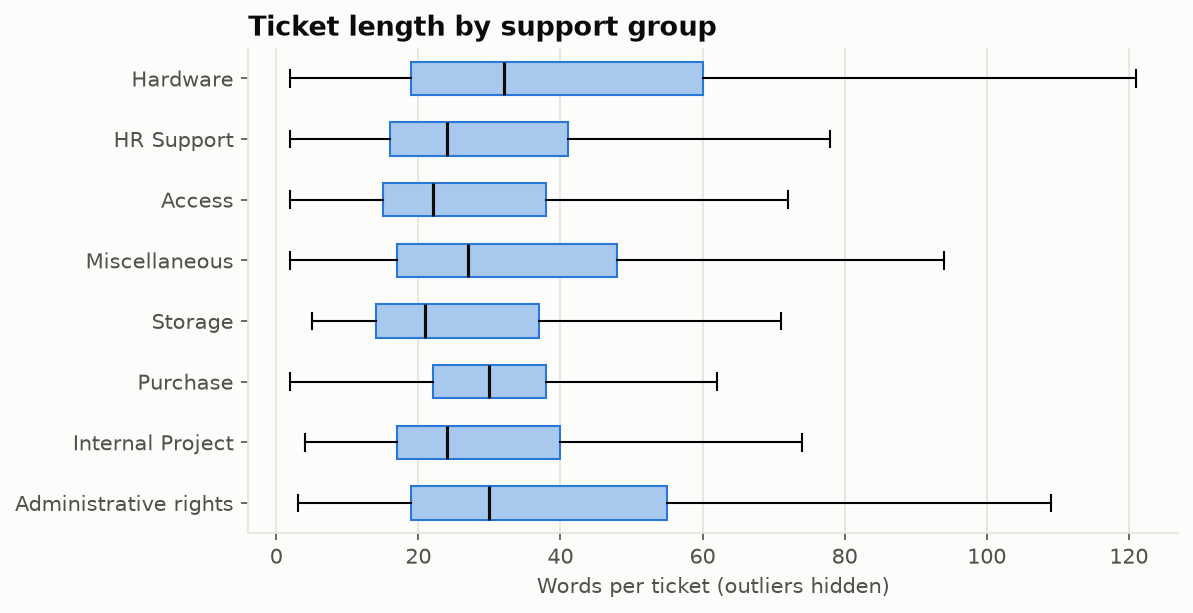 Ticket length by support group
Hardware
HR Support
Access
Miscellaneous
Storage
Purchase
Internal Project
Administrative rights
0 20 40 60 80 100 120
Words per ticket (outliers hidden)